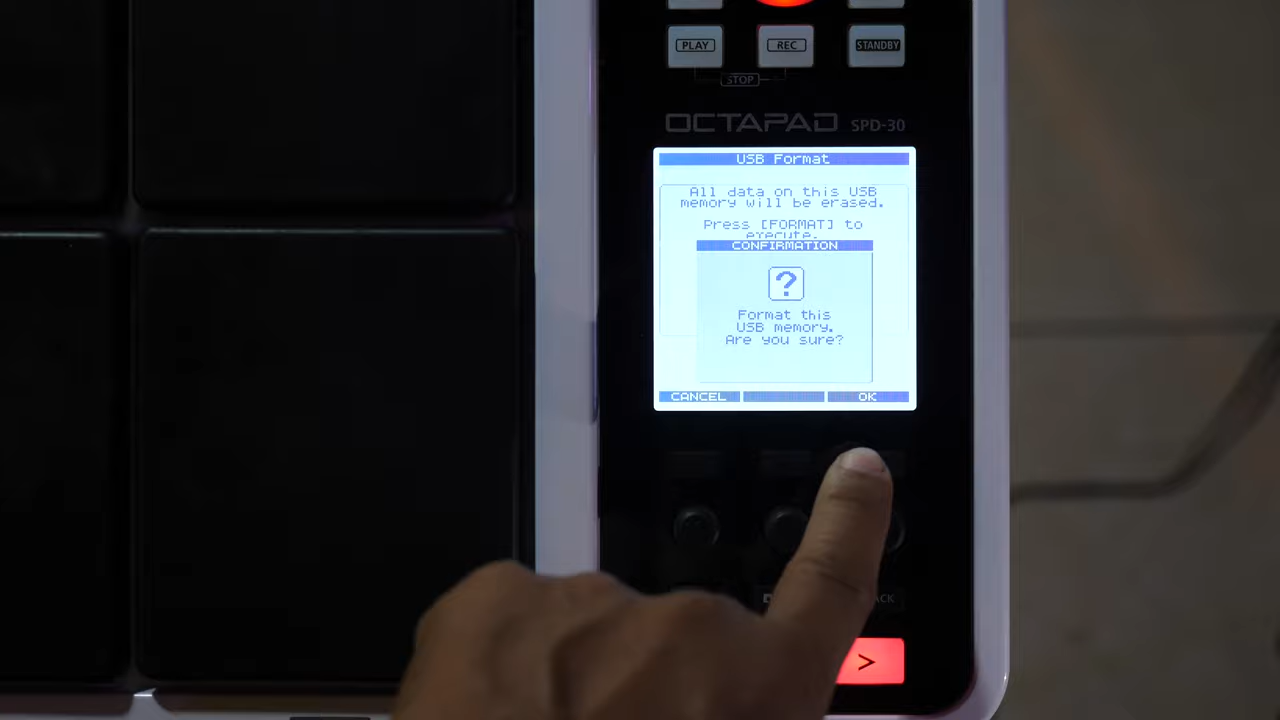 PLAY REC STANDBY
STOP
OCTAPAD SPD-30
USB Format
All data on this USB
memory will be erased.
Press [FORMAT] to
execute.
CONFIRMATION
?
Format this
USB memory.
Are you sure?
CANCEL OK
>